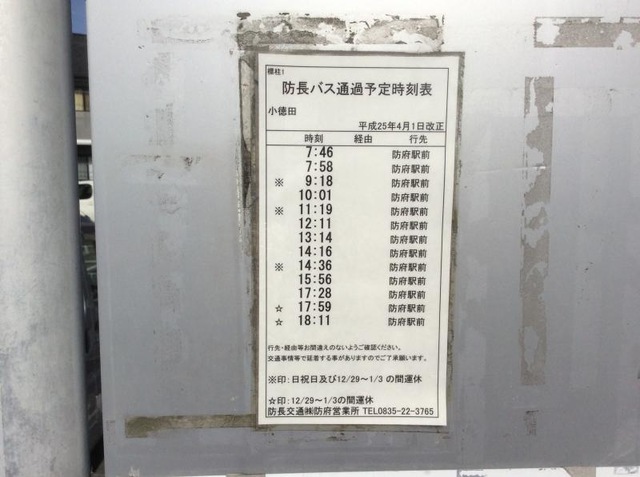 標柱1
防長バス通過予定時刻表
小徳田
平成25年4月1日改正
時刻 経由 行先
7:46 防府駅前
7:58 防府駅前
※ 9:18 防府駅前
10:01 防府駅前
※ 11:19 防府駅前
12:11 防府駅前
13:14 防府駅前
14:16 防府駅前
※ 14:36 防府駅前
15:56 防府駅前
17:28 防府駅前
☆ 17:59 防府駅前
☆ 18:11 防府駅前
行先・経由等お間違えのないようご確認ください。
交通事情等で延着する事がありますのでご了承願います。
※印:日祝日及び12/29～1/3 の間運休
☆印:12/29～1/3の間運休
防長交通㈱防府営業所 TEL0835-22-3765